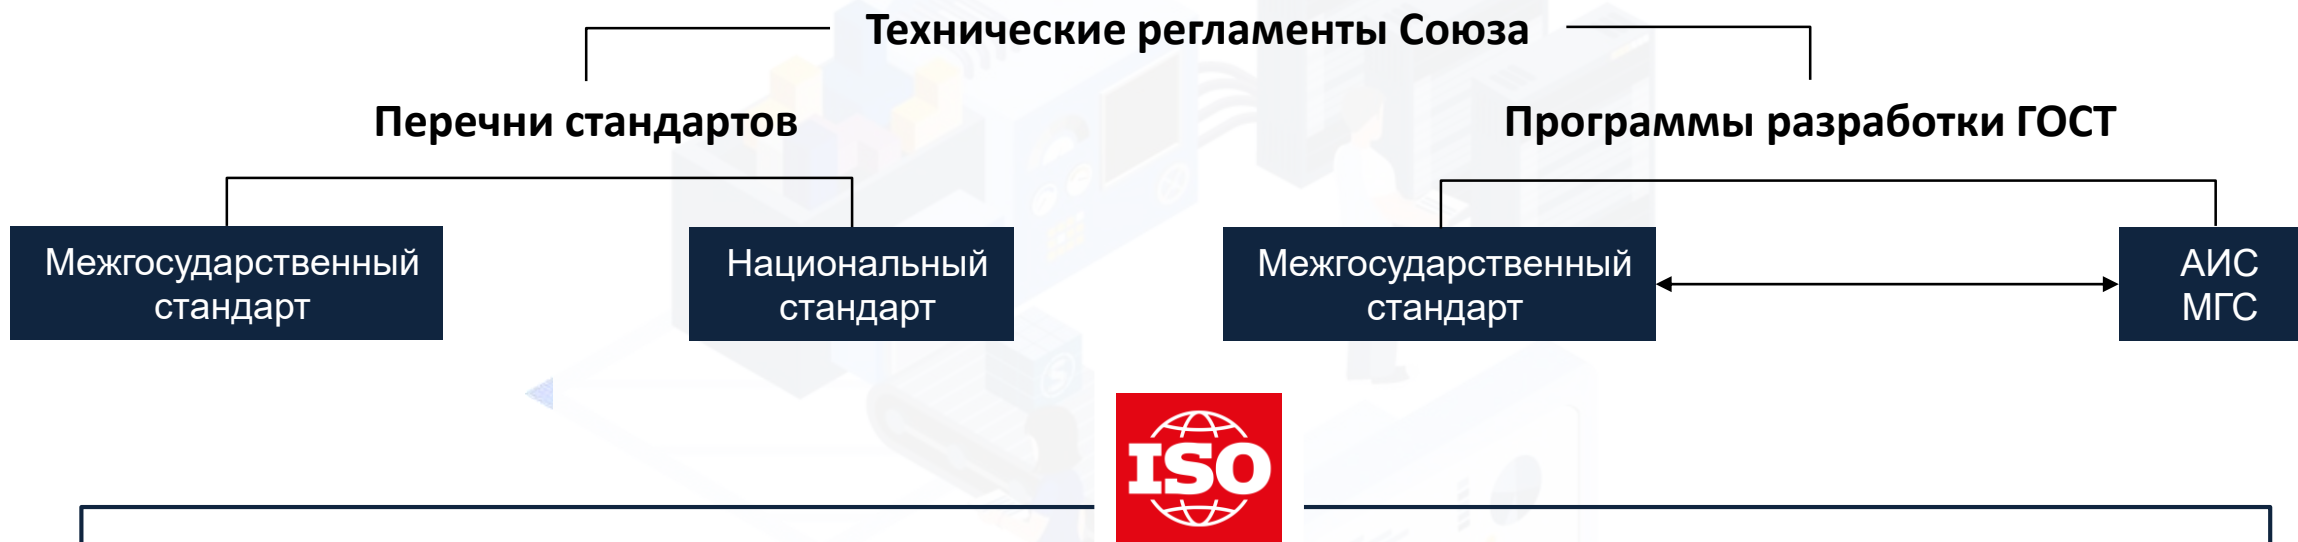 Технические регламенты Союза
Перечни стандартов
Программы разработки ГОСТ
Межгосударственный
стандарт
Национальный
стандарт
Межгосударственный
стандарт
АИС
МГС
ISO